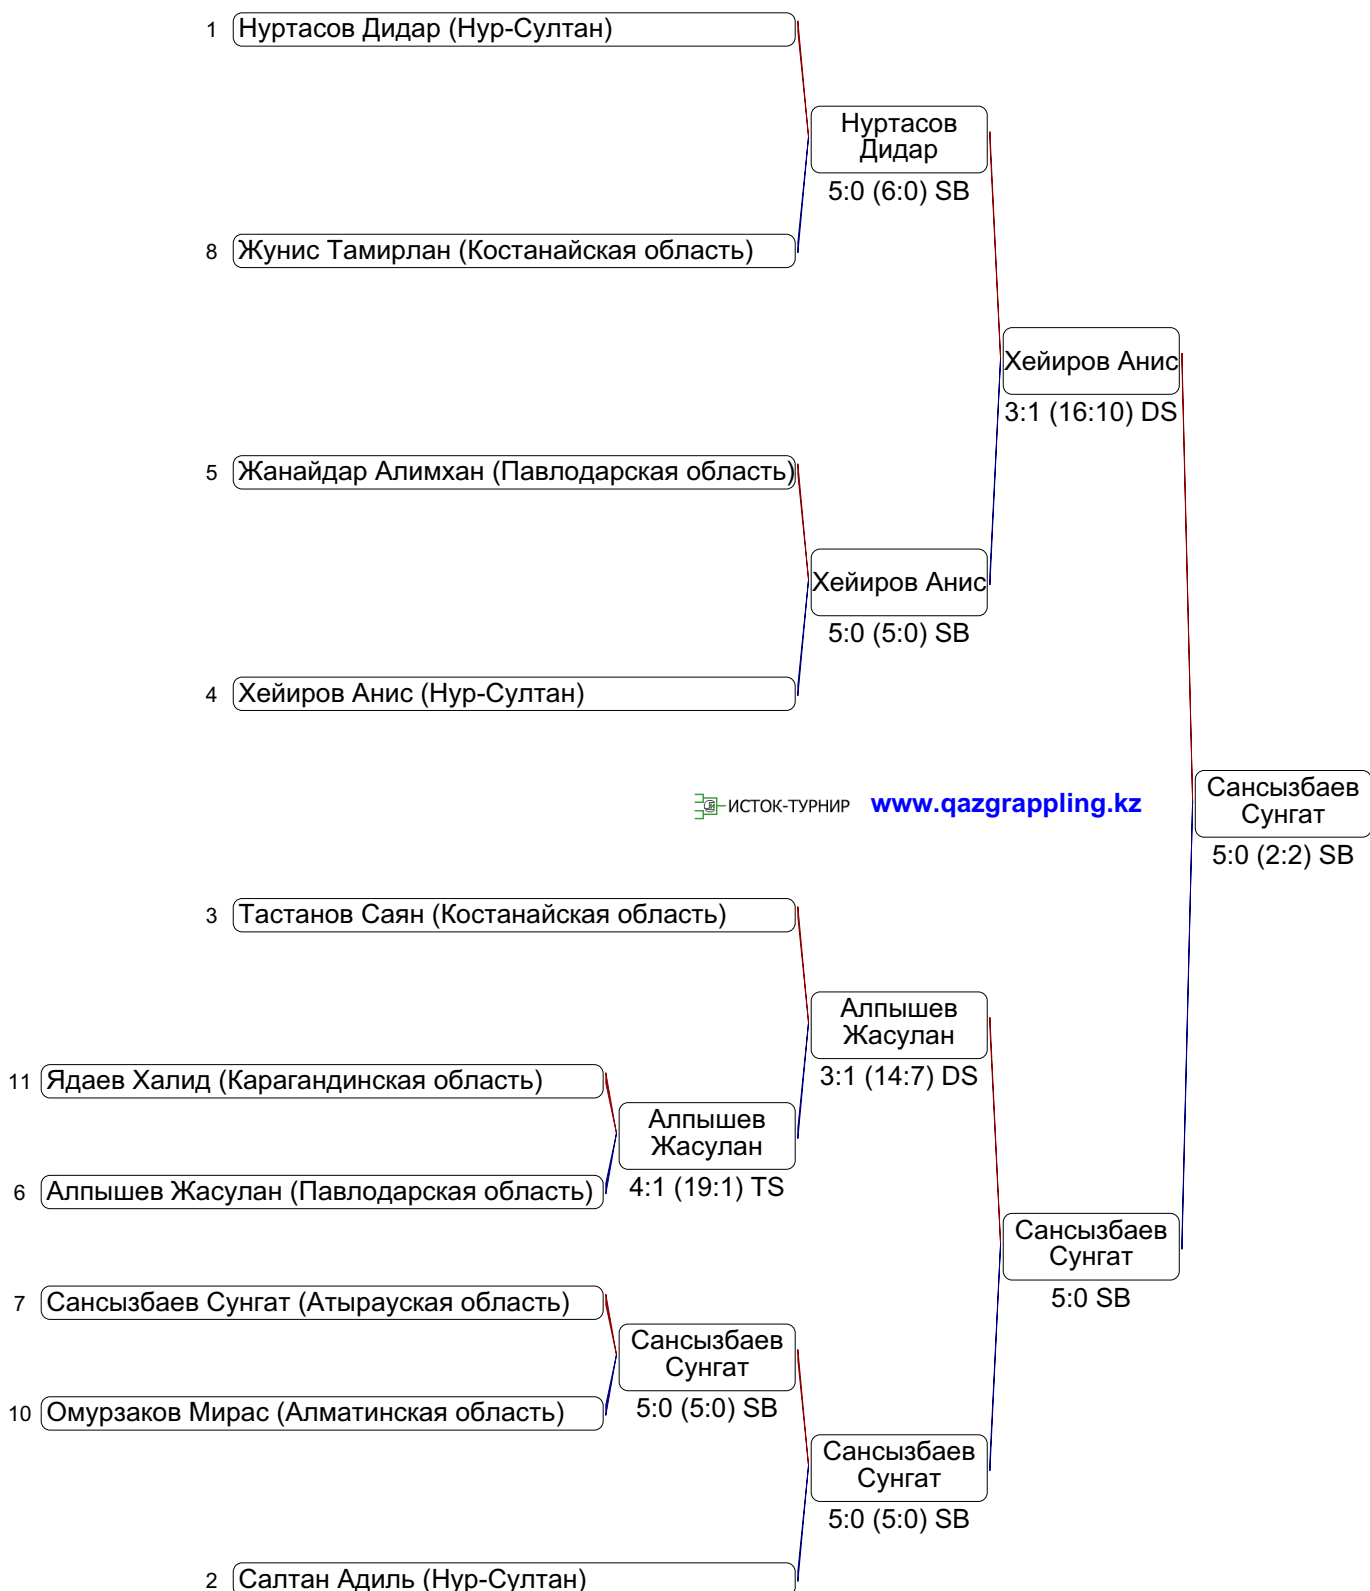 1 Нуртасов Дидар (Нур-Султан)
Нуртасов
Дидар
5:0 (6:0) SB
8 Жунис Тамирлан (Костанайская область)
Хейиров Анис
3:1 (16:10) DS
5 Жанайдар Алимхан (Павлодарская область)
Хейиров Анис
5:0 (5:0) SB
4 Хейиров Анис (Нур-Султан)
ИСТОК-ТУРНИР www.qazgrappling.kz
Сансызбаев
Сунгат
5:0 (2:2) SB
3 Тастанов Саян (Костанайская область)
Алпышев
Жасулан
3:1 (14:7) DS
11 Ядаев Халид (Карагандинская область)
Алпышев
Жасулан
4:1 (19:1) TS
6 Алпышев Жасулан (Павлодарская область)
Сансызбаев
Сунгат
5:0 SB
7 Сансызбаев Сунгат (Атырауская область)
Сансызбаев
Сунгат
5:0 (5:0) SB
10 Омурзаков Мирас (Алматинская область)
Сансызбаев
Сунгат
5:0 (5:0) SB
2 Салтан Адиль (Нур-Султан)